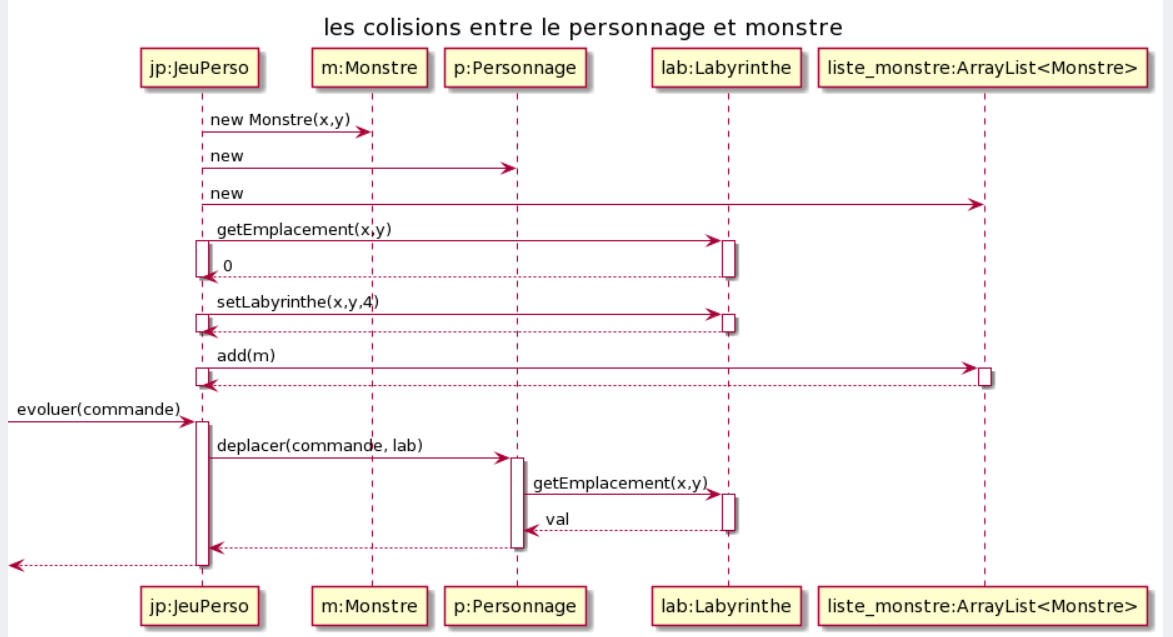 les colisions entre le personnage et monstre
jp:JeuPerso
m:Monstre
p:Personnage
lab:Labyrinthe
liste_monstre:ArrayList<Monstre>
new Monstre(x,y)
new
new
getEmplacement(x,y)
0
setLabyrinthe(x,y,4)
add(m)
evoluer(commande)
deplacer(commande, lab)
getEmplacement(x,y)
val
jp:JeuPerso
m:Monstre
p:Personnage
lab:Labyrinthe
liste_monstre:ArrayList<Monstre>